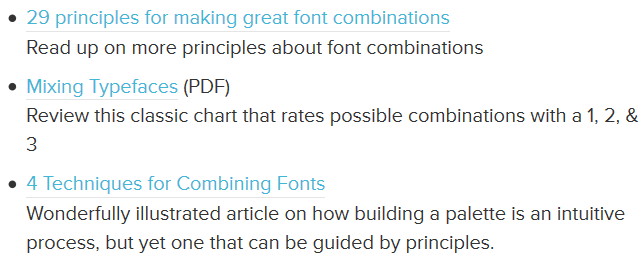 29 principles for making great font combinations
Read up on more principles about font combinations
Mixing Typefaces (PDF)
Review this classic chart that rates possible combinations with a 1, 2, &
3
4 Techniques for Combining Fonts
Wonderfully illustrated article on how building a palette is an intuitive
process, but yet one that can be guided by principles.